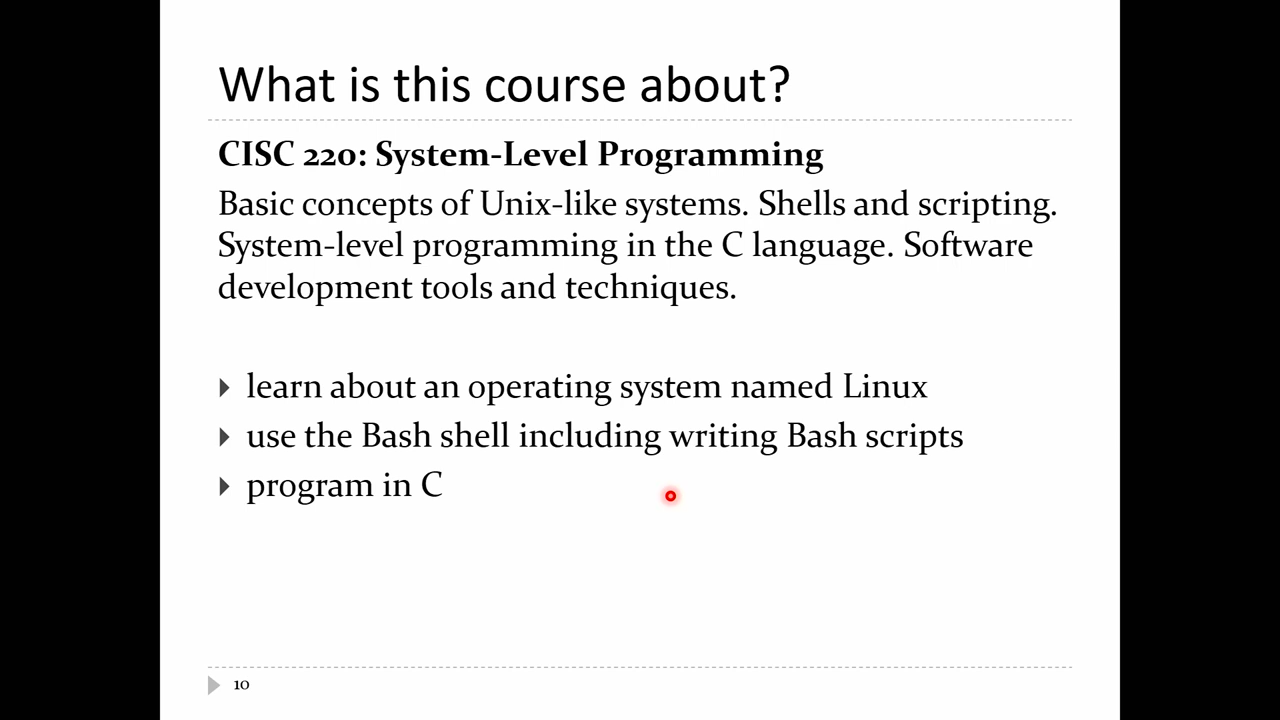 What is this course about?
CISC 220: System-Level Programming
Basic concepts of Unix-like systems. Shells and scripting.
System-level programming in the C language. Software
development tools and techniques.
learn about an operating system named Linux
use the Bash shell including writing Bash scripts
program in C
10